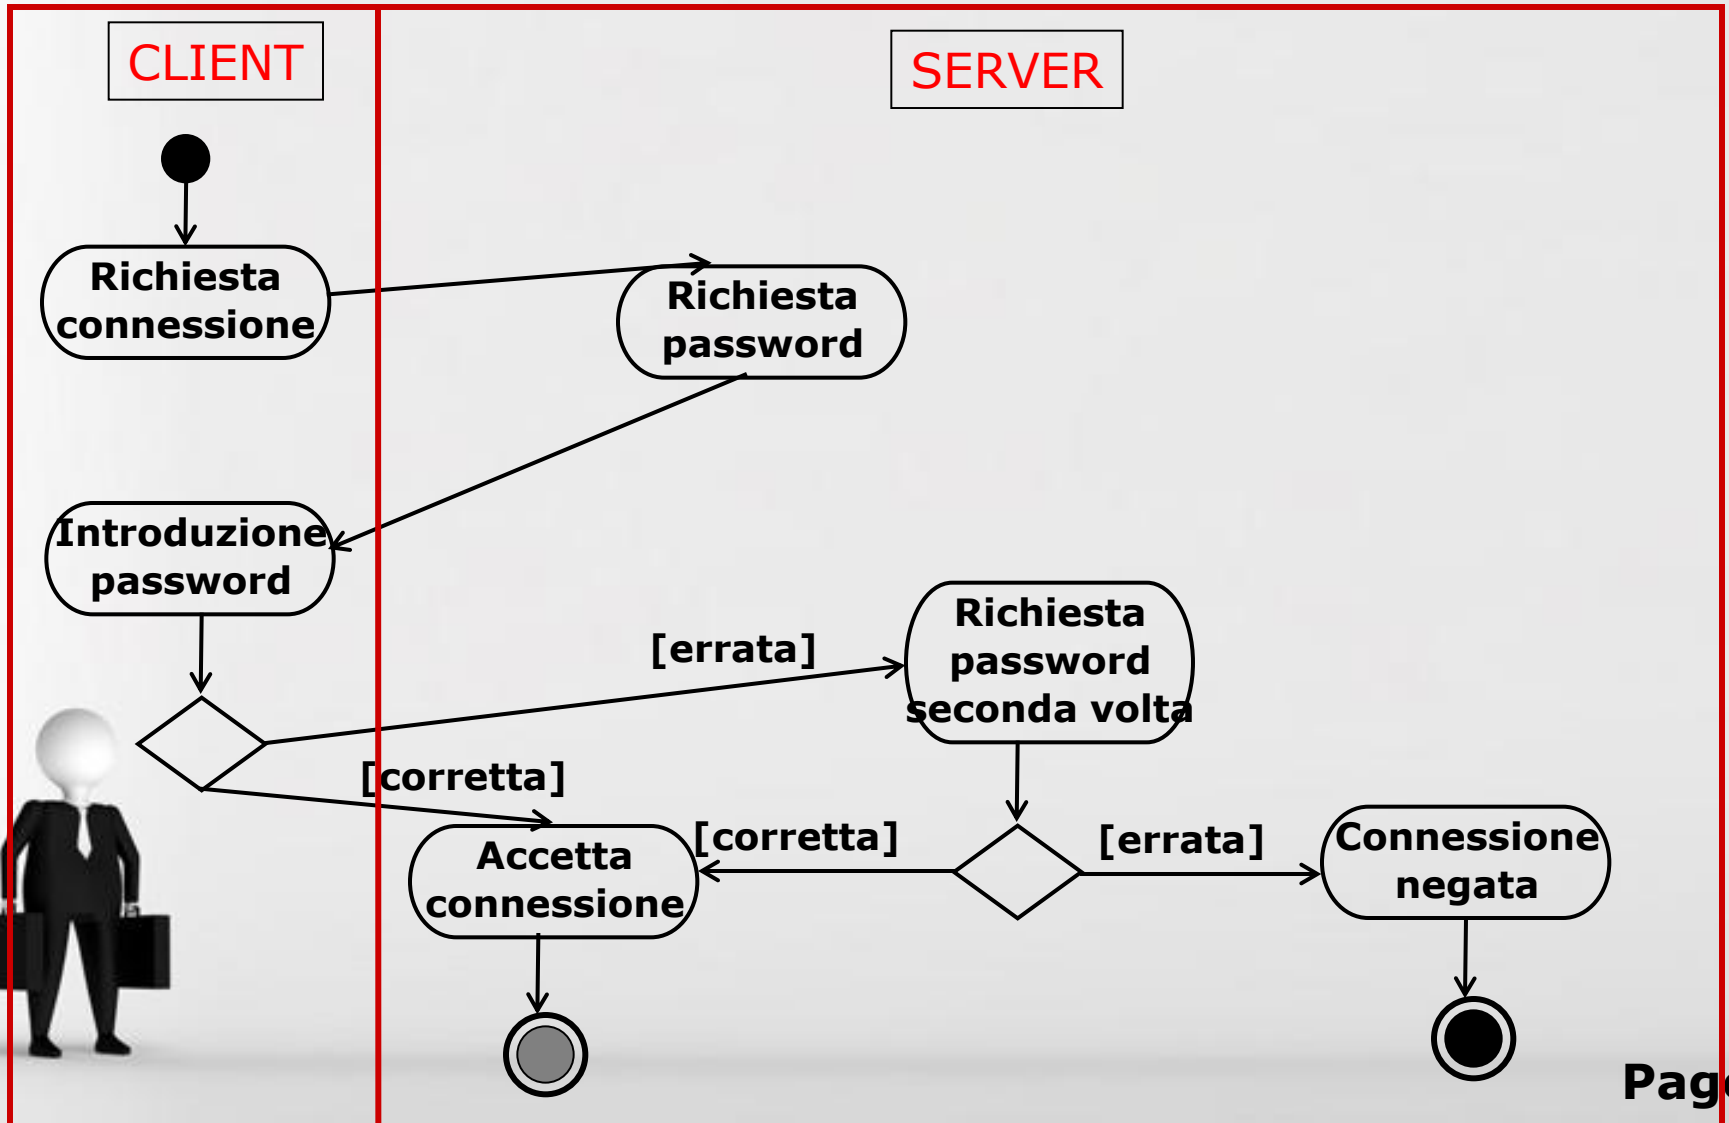 CLIENT
SERVER
Richiesta
connessione
Richiesta
password
Introduzione
password
[errata]
Richiesta
password
seconda volta
[corretta]
Accetta
connessione
[corretta]
[errata]
Connessione
negata
Page